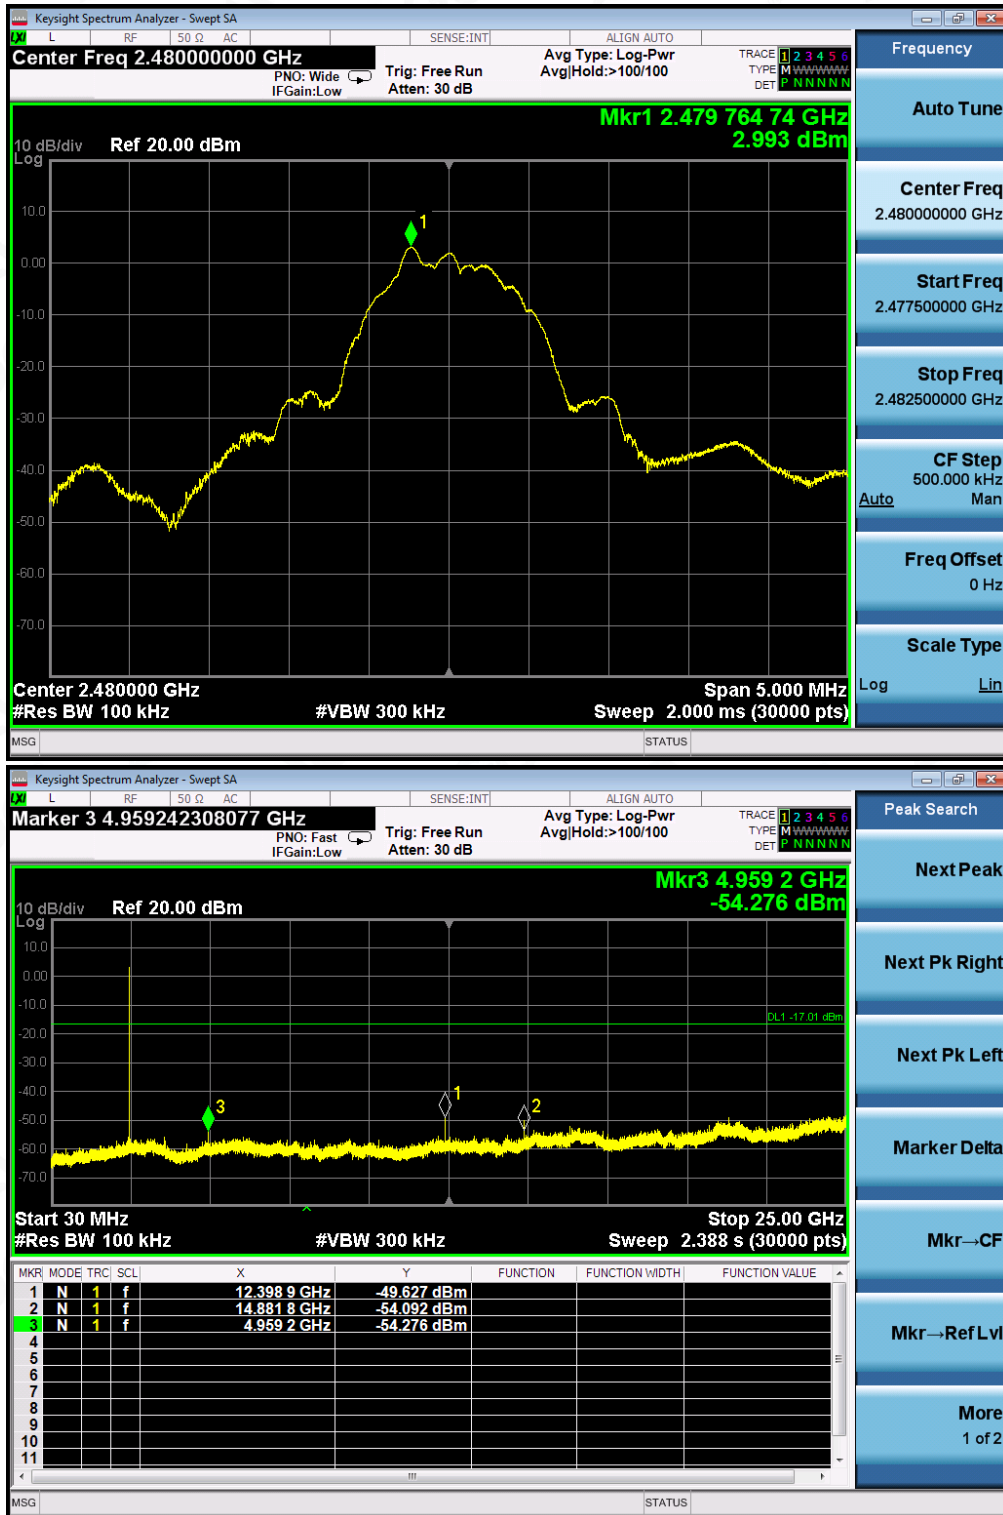 Keysight Spectrum Analyzer - Swept SA
LXI L RF 50 Ω AC SENSE:INT ALIGN AUTO
Center Freq 2.480000000 GHz
PNO: Wide
IFGain:Low
Trig: Free Run
Atten: 30 dB
Avg Type: Log-Pwr
Avg|Hold:>100/100
TRACE 1 2 3 4 5 6
TYPE M WWWWW
DET P N N N N N
Mkr1 2.479 764 74 GHz
2.993 dBm
10 dB/div Ref 20.00 dBm
Log
10.0
0.00
-10.0
-20.0
-30.0
-40.0
-50.0
-60.0
-70.0
1
Center 2.480000 GHz Span 5.000 MHz
#Res BW 100 kHz #VBW 300 kHz Sweep 2.000 ms (30000 pts)
MSG STATUS
Frequency
Auto Tune
Center Freq
2.480000000 GHz
Start Freq
2.477500000 GHz
Stop Freq
2.482500000 GHz
CF Step
500.000 kHz
Auto Man
Freq Offset
0 Hz
Scale Type
Log Lin
Keysight Spectrum Analyzer - Swept SA
LXI L RF 50 Ω AC SENSE:INT ALIGN AUTO
Marker 3 4.959242308077 GHz
PNO: Fast
IFGain:Low
Trig: Free Run
Atten: 30 dB
Avg Type: Log-Pwr
Avg|Hold:>100/100
TRACE 1 2 3 4 5 6
TYPE M WWWWW
DET P N N N N N
Mkr3 4.959 2 GHz
-54.276 dBm
10 dB/div Ref 20.00 dBm
Log
10.0
0.00
-10.0
-20.0
-30.0
-40.0
-50.0
-60.0
-70.0
DL1 -17.01 dBm
3
1
2
Start 30 MHz Stop 25.00 GHz
#Res BW 100 kHz #VBW 300 kHz Sweep 2.388 s (30000 pts)
MKR MODE TRC SCL X Y FUNCTION FUNCTION WIDTH FUNCTION VALUE
1 N 1 f 12.398 9 GHz -49.627 dBm
2 N 1 f 14.881 8 GHz -54.092 dBm
3 N 1 f 4.959 2 GHz -54.276 dBm
4
5
6
7
8
9
10
11
MSG STATUS
Peak Search
Next Peak
Next Pk Right
Next Pk Left
Marker Delta
Mkr→CF
Mkr→Ref Lvl
More
1 of 2